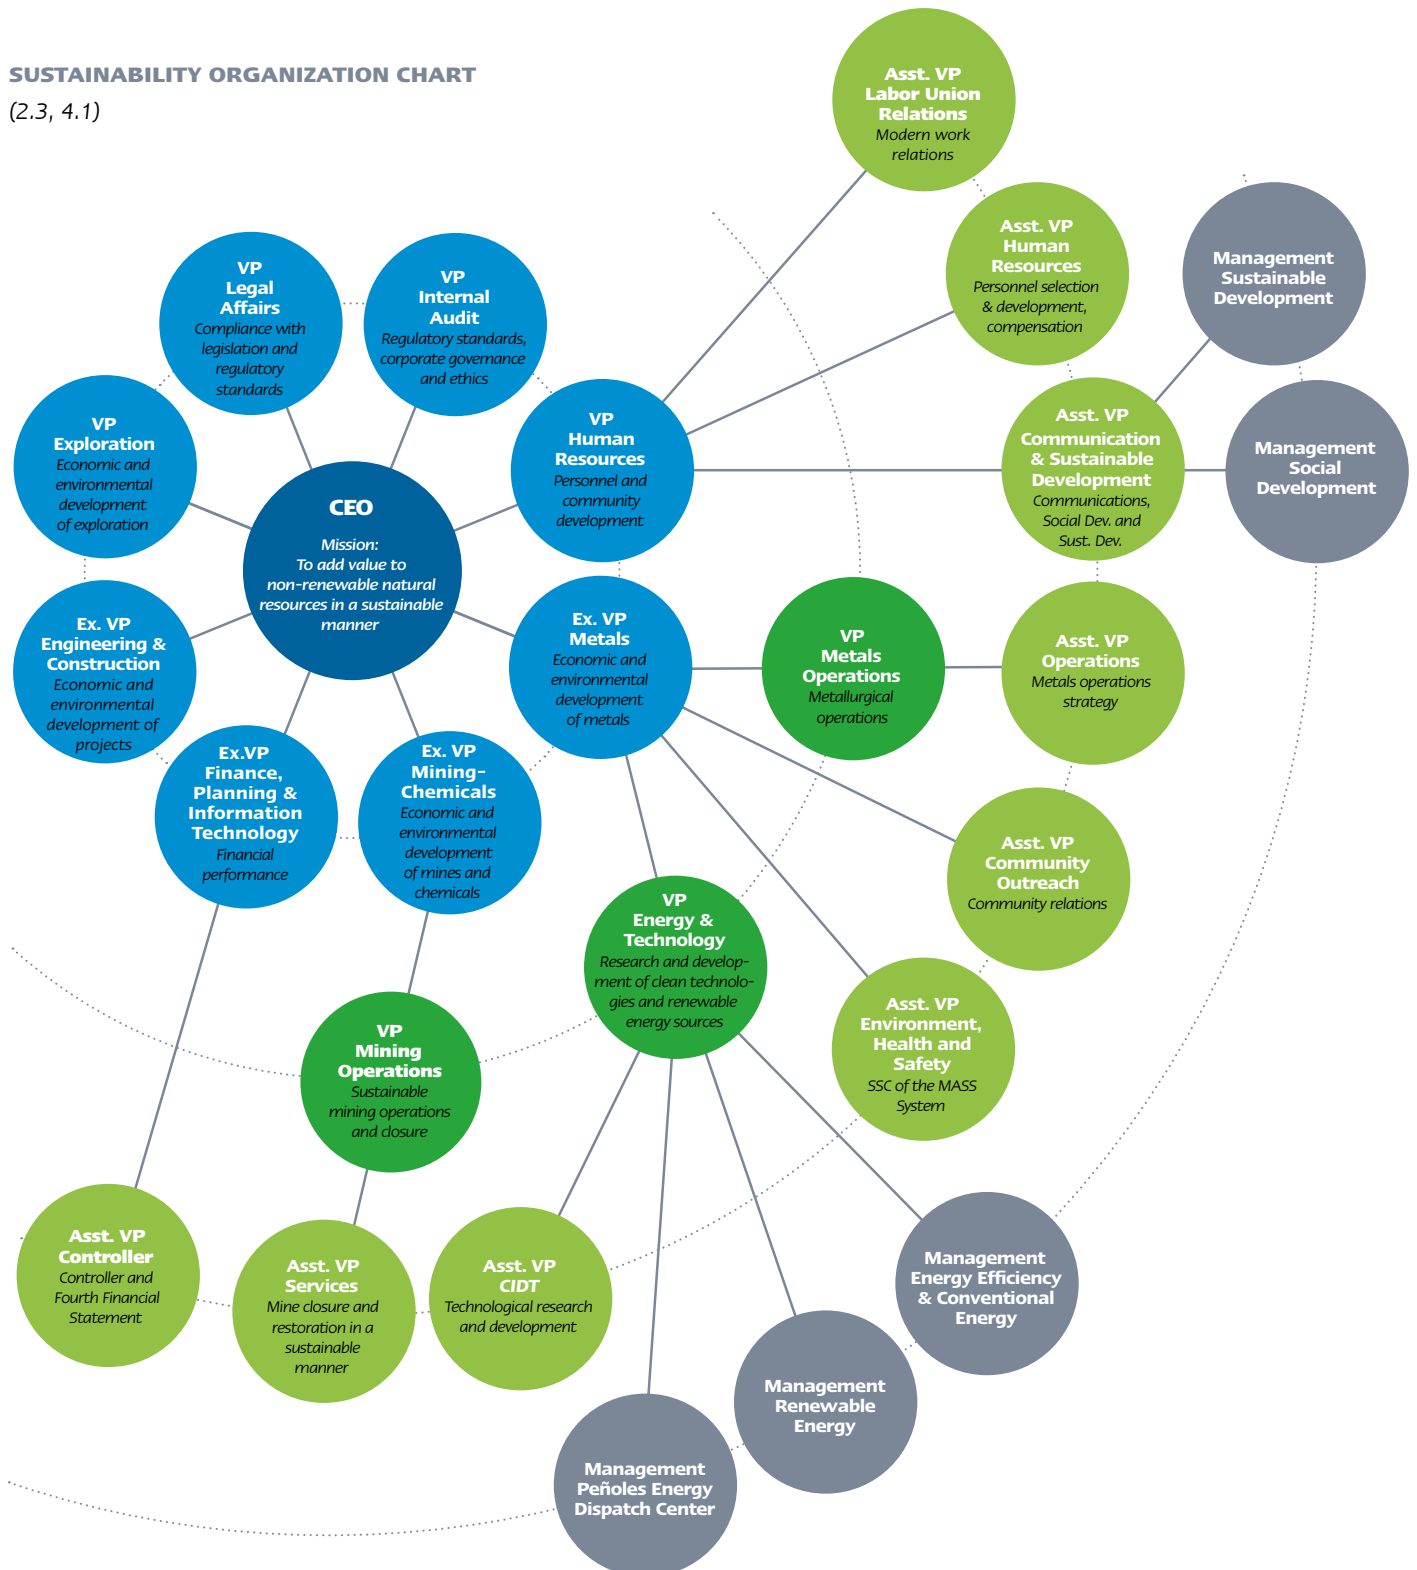 SUSTAINABILITY ORGANIZATION CHART
(2.3, 4.1)
Asst. VP
Labor Union
Relations
Modern work
relations
Asst. VP
Human
Resources
Personnel selection
& development,
compensation
Management
Sustainable
Development
VP
Legal
Affairs
Compliance with
legislation and
regulatory
standards
VP
Internal
Audit
Regulatory standards,
corporate governance
and ethics
VP
Exploration
Economic and
environmental
development
of exploration
VP
Human
Resources
Personnel and
community
development
Asst. VP
Communication
& Sustainable
Development
Communications,
Social Dev. and
Sust. Dev.
Management
Social
Development
CEO
Mission:
To add value to
non-renewable natural
resources in a sustainable
manner
Ex. VP
Engineering &
Construction
Economic and
environmental
development of
projects
Ex. VP
Metals
Economic and
environmental
development
of metals
VP
Metals
Operations
Metallurgical
operations
Asst. VP
Operations
Metals operations
strategy
Ex.VP
Finance,
Planning &
Information
Technology
Financial
performance
Ex. VP
Mining-
Chemicals
Economic and
environmental
development
of mines and
chemicals
Asst. VP
Community
Outreach
Community relations
VP
Energy &
Technology
Research and develop-
ment of clean technolo-
gies and renewable
energy sources
Asst. VP
Environment,
Health and
Safety
SSC of the MASS
System
VP
Mining
Operations
Sustainable
mining operations
and closure
Asst. VP
Controller
Controller and
Fourth Financial
Statement
Asst. VP
Services
Mine closure and
restoration in a
sustainable
manner
Asst. VP
CIDT
Technological research
and development
Management
Energy Efficiency
& Conventional
Energy
Management
Renewable
Energy
Management
Peñoles Energy
Dispatch Center